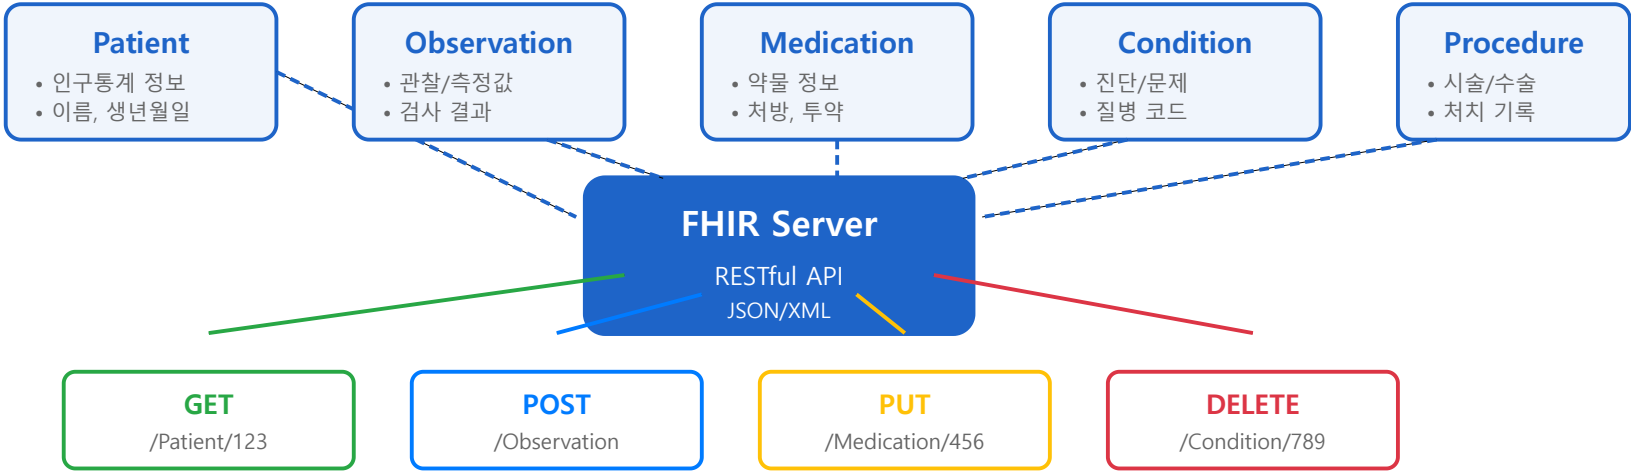 Patient
• 인구통계 정보
• 이름, 생년월일
Observation
• 관찰/측정값
• 검사 결과
Medication
• 약물 정보
• 처방, 투약
Condition
• 진단/문제
• 질병 코드
Procedure
• 시술/수술
• 처치 기록
FHIR Server
RESTful API
JSON/XML
GET
/Patient/123
POST
/Observation
PUT
/Medication/456
DELETE
/Condition/789